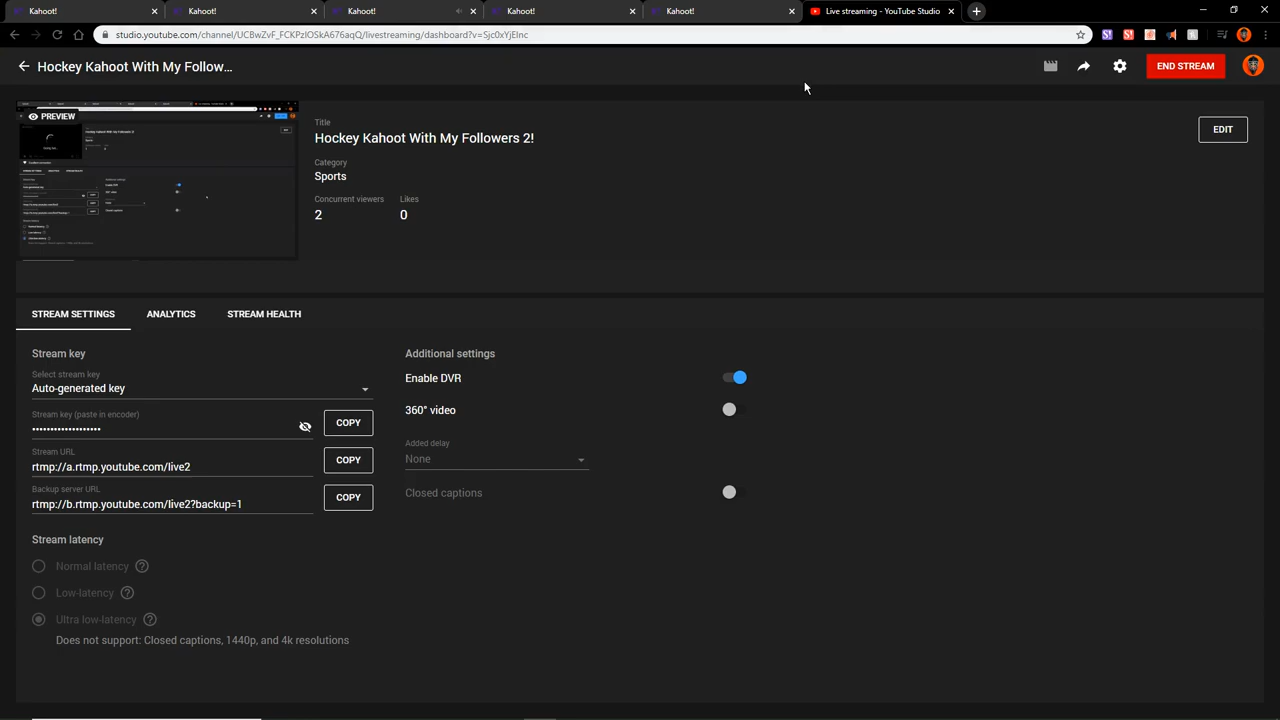 Kahoot!
Kahoot!
Kahoot!
Kahoot!
Kahoot!
Live streaming - YouTube Studio
studio.youtube.com/channel/UCBwZvF_FCKPzIOSkA676aqQ/livestreaming/dashboard?v=Sjc0xYjEInc
Hockey Kahoot With My Follow...
END STREAM
PREVIEW
Title
Hockey Kahoot With My Followers 2!
EDIT
Category
Sports
Concurrent viewers
Likes
2
0
STREAM SETTINGS
ANALYTICS
STREAM HEALTH
Stream key
Select stream key
Auto-generated key
Stream key (paste in encoder)
••••••••••••••••••••
COPY
Stream URL
rtmp://a.rtmp.youtube.com/live2
COPY
Backup server URL
rtmp://b.rtmp.youtube.com/live2?backup=1
COPY
Stream latency
Normal latency
Low-latency
Ultra low-latency
Does not support: Closed captions, 1440p, and 4k resolutions
Additional settings
Enable DVR
360° video
Added delay
None
Closed captions